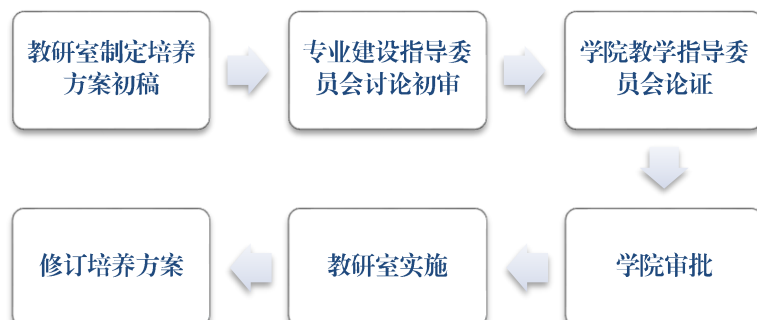 教研室制定培养
方案初稿
专业建设指导委
员会讨论初审
学院教学指导委
员会论证
学院审批
教研室实施
修订培养方案